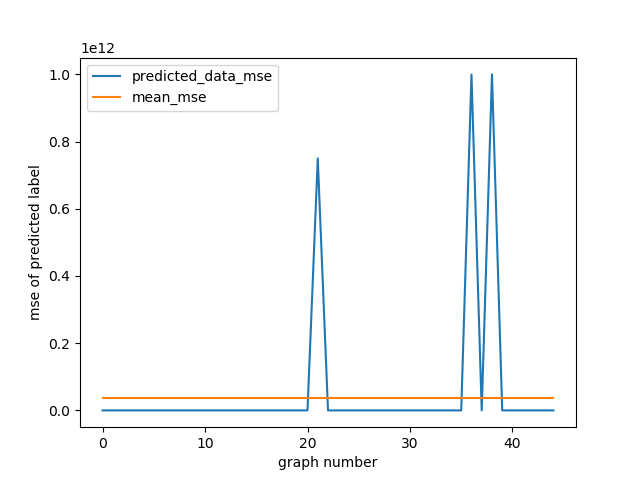 1e12
predicted_data_mse
mean_mse
1.0
0.8
0.6
0.4
0.2
0.0
mse of predicted label
0 10 20 30 40
graph number